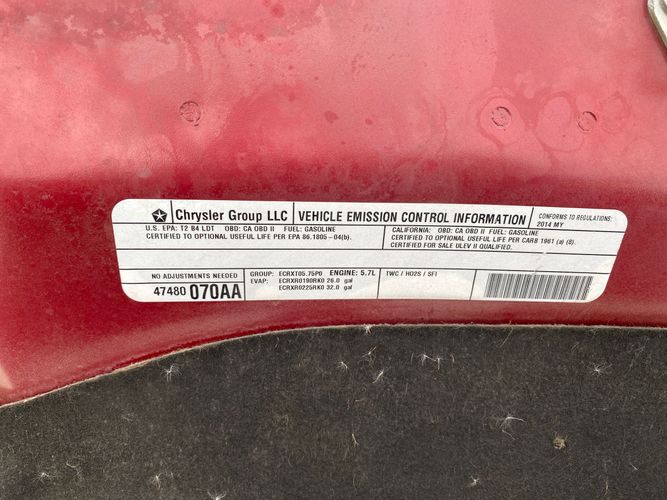 Chrysler Group LLC VEHICLE EMISSION CONTROL INFORMATION
CONFORMS TO REGULATIONS:
2014 MY
U.S. EPA: T2 B4 LDT OBD: CA OBD II FUEL: GASOLINE
CERTIFIED TO OPTIONAL USEFUL LIFE PER EPA 86.1805-04(b).
CALIFORNIA: OBD: CA OBD II FUEL: GASOLINE
CERTIFIED TO OPTIONAL USEFUL LIFE PER CARB 1961 (a) (8).
CERTIFIED FOR SALE ULEV II QUALIFIED.
NO ADJUSTMENTS NEEDED
47480 070AA
GROUP: ECRXT05.75P0 ENGINE: 5.7L
EVAP: ECRXR0190RK0 26.0 gal
ECRXR0225RK0 32.0 gal
TWC / HO2S / SFI